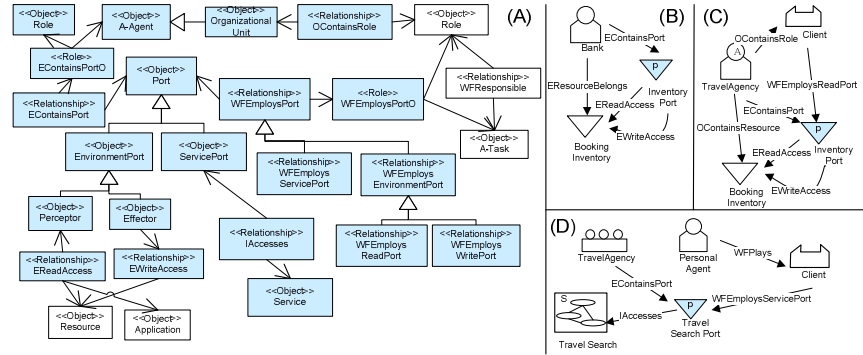 <<Object>>
Role
<<Object>>
A-Agent
<<Object>>
Organizational
Unit
<<Relationship>>
OContainsRole
<<Object>>
Role
(A)
<<Role>>
EContainsPortO
<<Object>>
Port
<<Relationship>>
EContainsPort
<<Relationship>>
WFEmploysPort
<<Role>>
WFEmploysPortO
<<Relationship>>
WFResponsible
<<Object>>
EnvironmentPort
<<Object>>
ServicePort
<<Object>>
A-Task
<<Relationship>>
WFEmploys
ServicePort
<<Relationship>>
WFEmploys
EnvironmentPort
<<Object>>
Perceptor
<<Object>>
Effector
<<Relationship>>
IAccesses
<<Relationship>>
WFEmploys
ReadPort
<<Relationship>>
WFEmploys
WritePort
<<Relationship>>
EReadAccess
<<Relationship>>
EWriteAccess
<<Object>>
Service
<<Object>>
Resource
<<Object>>
Application
(B)
Bank
EContainsPort
P
EResourceBelongs
Inventory
Port
EReadAccess
EWriteAccess
Booking
Inventory
(C)
Client
OContainsRole
A
TravelAgency
WFEmploysReadPort
EContainsPort
OContainsResource
P
EReadAccess
Inventory
Port
EWriteAccess
Booking
Inventory
(D)
TravelAgency
Personal
Agent
WFPlays
Client
EContainsPort
S
P
WFEmploysServicePort
IAccesses
Travel
Search Port
Travel Search